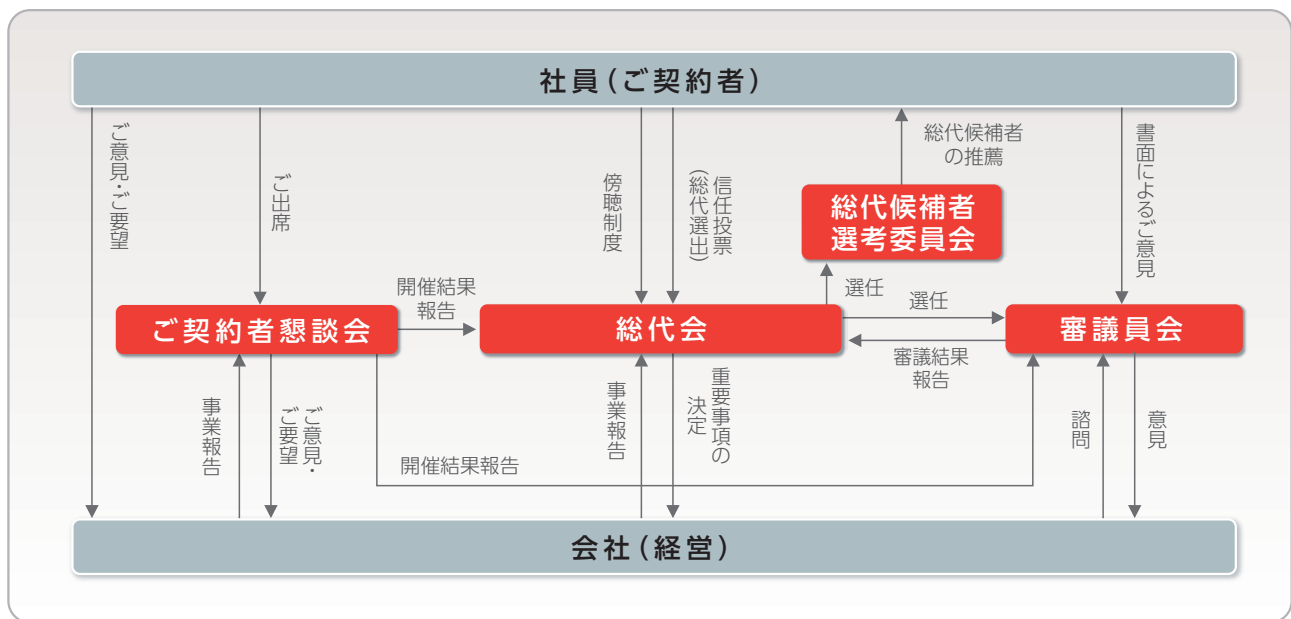 社員（ご契約者）
ご意見・ご要望
ご出席
傍聴制度
信任投票
（総代選出）
総代候補者
の推薦
書面によるご意見
総代候補者
選考委員会
開催結果
報告
選任
選任
ご契約者懇談会
総代会
審議員会
審議結果
報告
事業報告
ご意見・
ご要望
開催結果報告
事業報告
重要事項の
決定
諮問
意見
会社（経営）